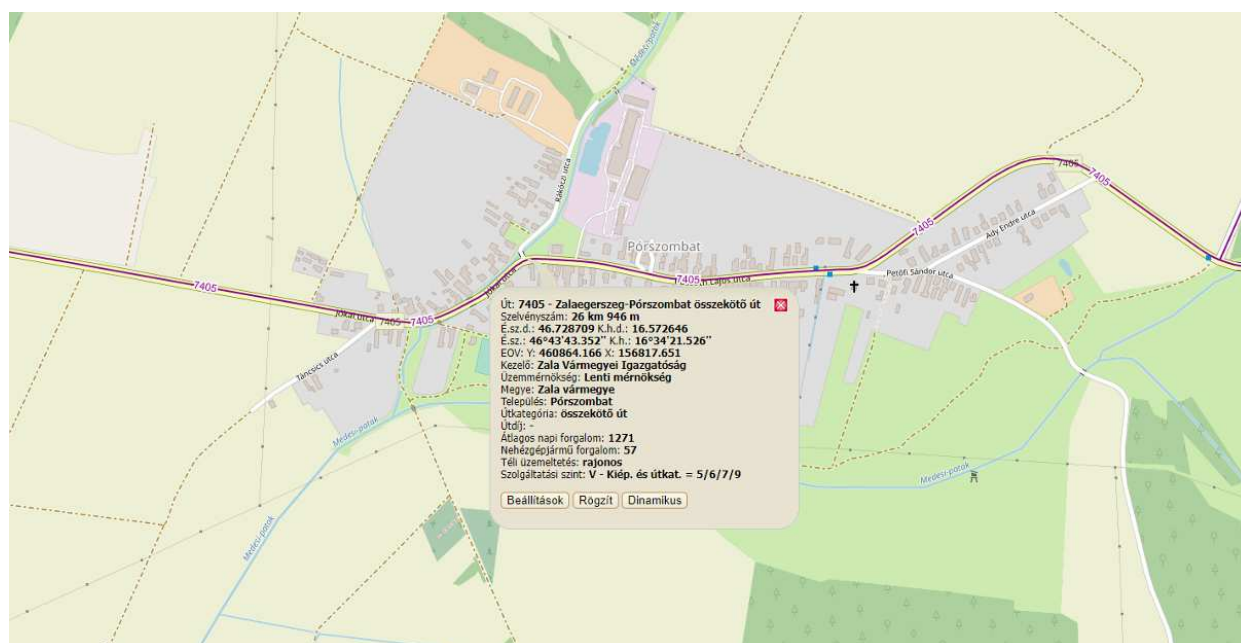 Medesi-patak
Rákóczi utca
7405
7405
Ady Endre utca
7405
Pórszombat
7405
7405
Petőfi Sándor utca
Lajos utca
Jókai utca
Jókai utca
7405
7405
Táncsics utca
Medesi-patak
Medesi-patak
Medesi-patak
Medesi-patak
Út: 7405 - Zalaegerszeg-Pórszombat összekötő út
Szelvényszám: 26 km 946 m
É.sz.d.: 46.728709 K.h.d.: 16.572646
É.sz.: 46°43'43.352'' K.h.: 16°34'21.526''
EOV: Y: 460864.166 X: 156817.651
Kezelő: Zala Vármegyei Igazgatóság
Üzemmérnökség: Lenti mérnökség
Megye: Zala vármegye
Település: Pórszombat
Útkategória: összekötő út
Útdíj: -
Átlagos napi forgalom: 1271
Nehézgépjármű forgalom: 57
Téli üzemeltetés: rajonos
Szolgáltatási szint: V - Kiép. és útkat. = 5/6/7/9
Beállítások Rögzít Dinamikus